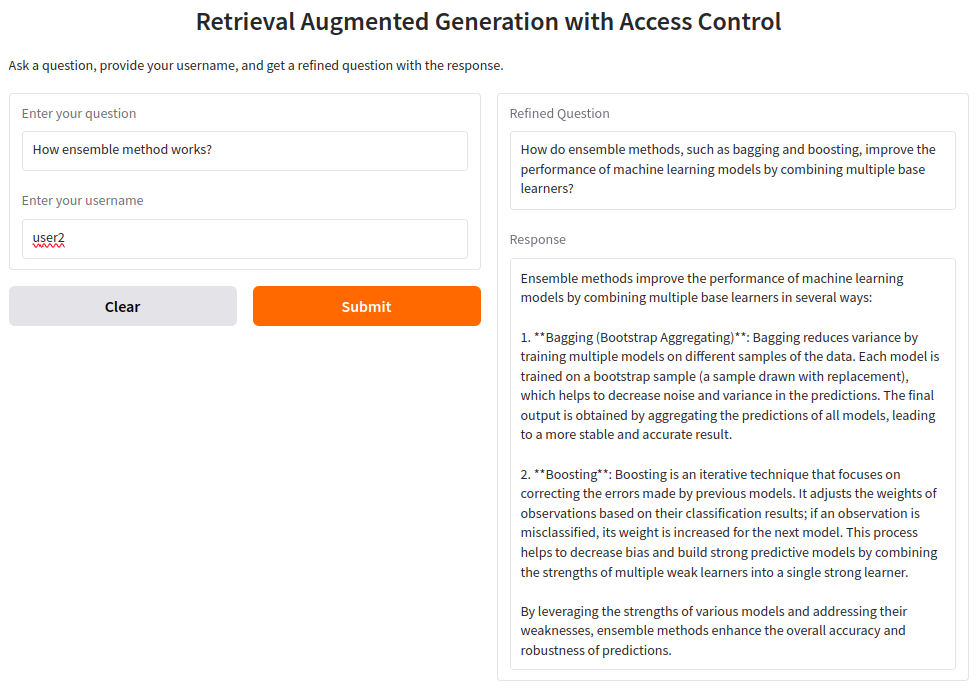 Retrieval Augmented Generation with Access Control
Ask a question, provide your username, and get a refined question with the response.
Enter your question
How ensemble method works?
Enter your username
user2
Clear
Submit
Refined Question
How do ensemble methods, such as bagging and boosting, improve the
performance of machine learning models by combining multiple base
learners?
Response
Ensemble methods improve the performance of machine learning
models by combining multiple base learners in several ways:
1. **Bagging (Bootstrap Aggregating)**: Bagging reduces variance by
training multiple models on different samples of the data. Each model is
trained on a bootstrap sample (a sample drawn with replacement),
which helps to decrease noise and variance in the predictions. The final
output is obtained by aggregating the predictions of all models, leading
to a more stable and accurate result.
2. **Boosting**: Boosting is an iterative technique that focuses on
correcting the errors made by previous models. It adjusts the weights of
observations based on their classification results; if an observation is
misclassified, its weight is increased for the next model. This process
helps to decrease bias and build strong predictive models by combining
the strengths of multiple weak learners into a single strong learner.
By leveraging the strengths of various models and addressing their
weaknesses, ensemble methods enhance the overall accuracy and
robustness of predictions.